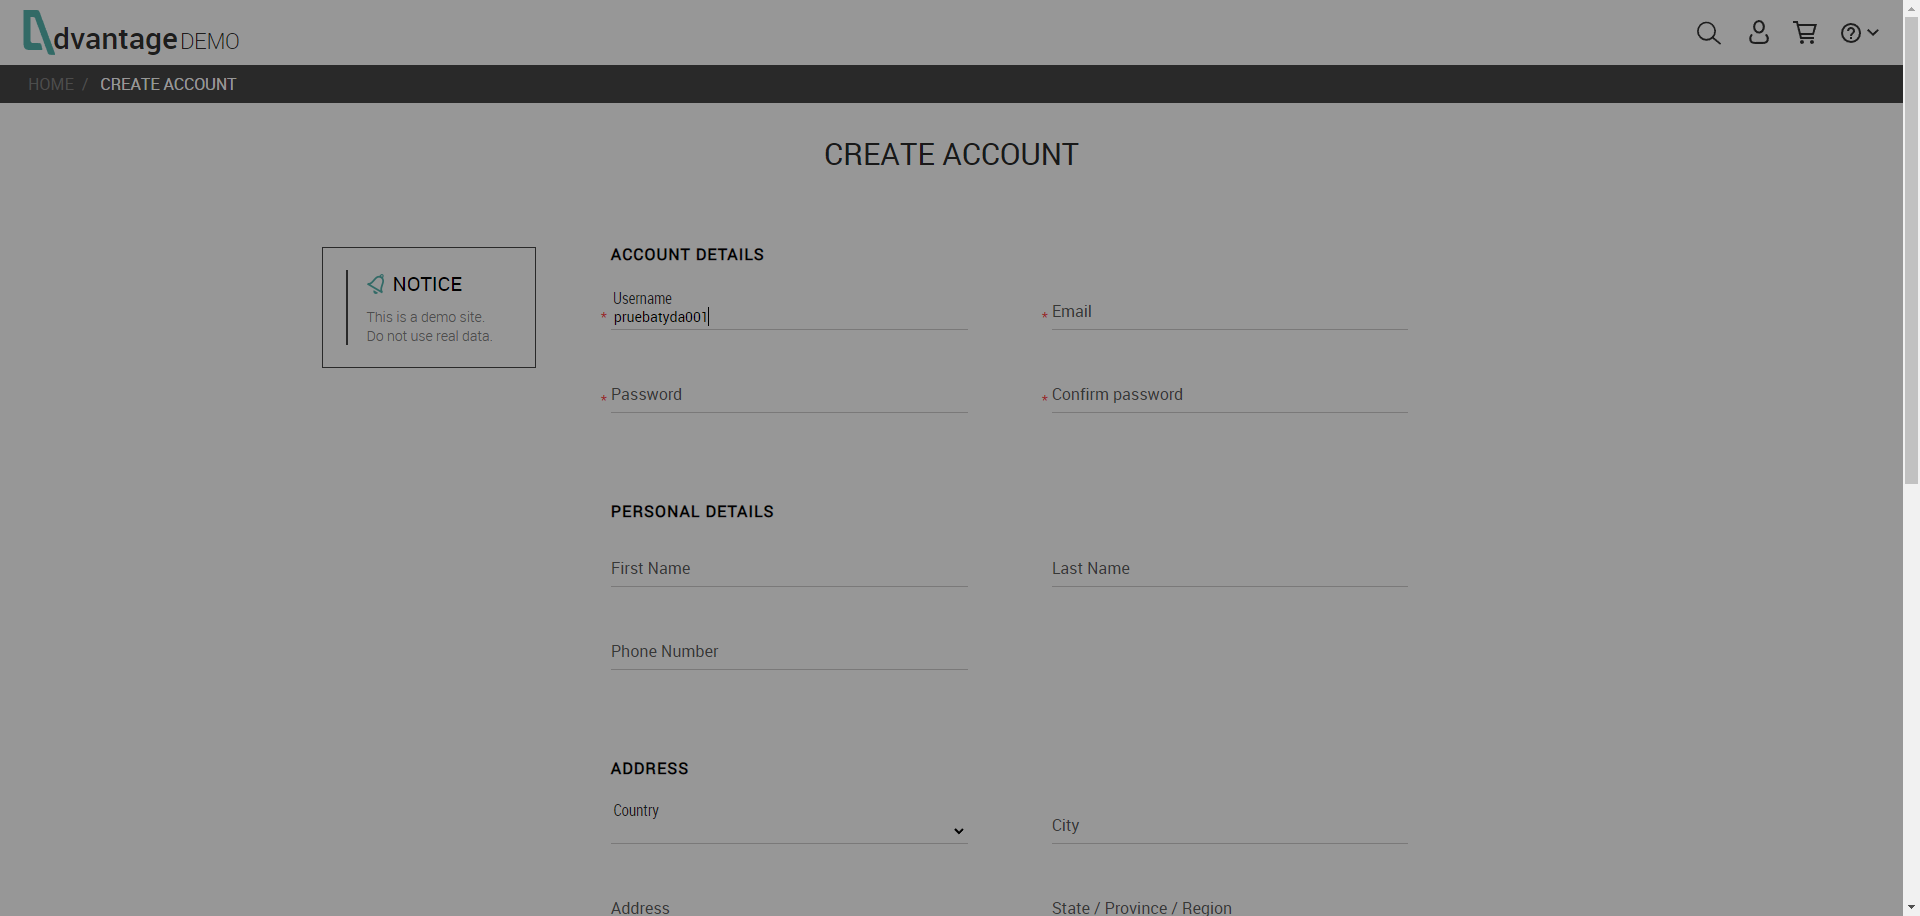 dvantage DEMO
HOME / CREATE ACCOUNT
CREATE ACCOUNT
NOTICE
This is a demo site.
Do not use real data.
ACCOUNT DETAILS
Username
* pruebatyda001
* Email
* Password
* Confirm password
PERSONAL DETAILS
First Name
Last Name
Phone Number
ADDRESS
Country
City
Address
State / Province / Region